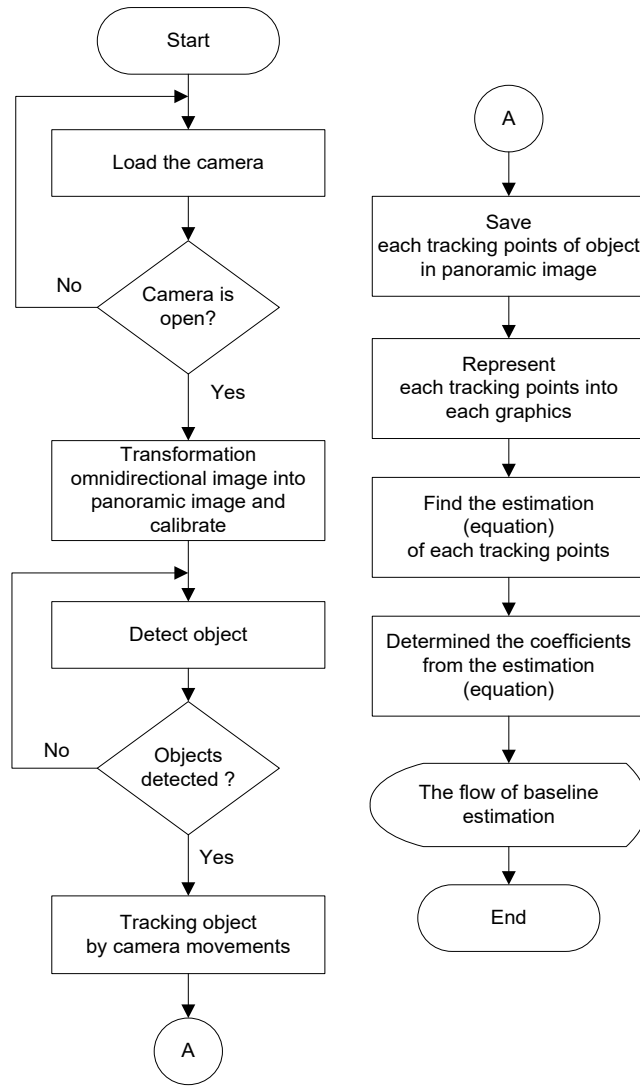 Start
Load the camera
No
Camera is
open?
Yes
Transformation
omnidirectional image into
panoramic image and
calibrate
Detect object
No
Objects
detected ?
Yes
Tracking object
by camera movements
A
A
Save
each tracking points of object
in panoramic image
Represent
each tracking points into
each graphics
Find the estimation
(equation)
of each tracking points
Determined the coefficients
from the estimation
(equation)
The flow of baseline
estimation
End